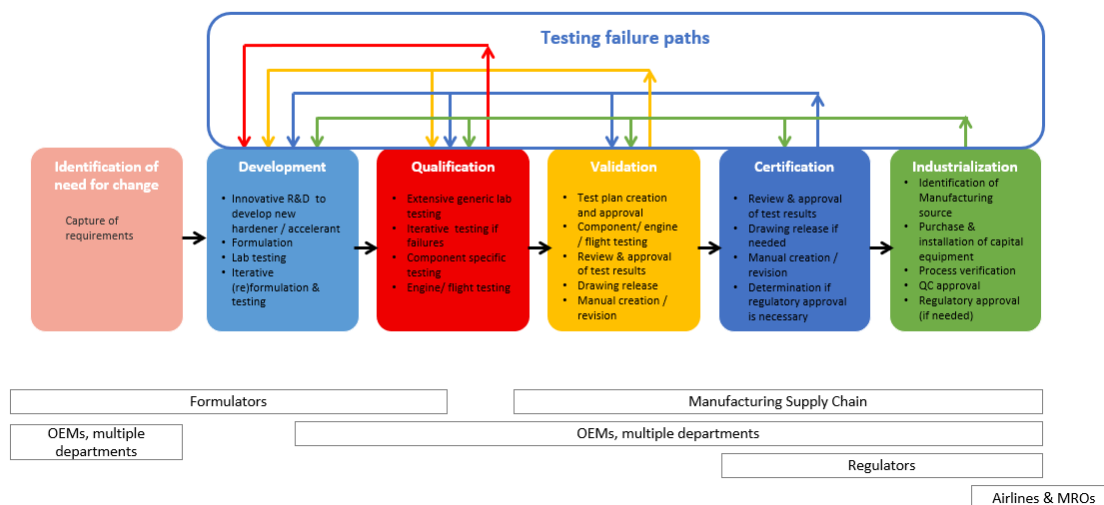 Testing failure paths
Identification of
need for change
Capture of
requirements
Development
• Innovative R&D to
develop new
hardener / accelerant
• Formulation
• Lab testing
• Iterative
(re)formulation &
testing
Qualification
• Extensive generic lab
testing
• Iterative testing if
failures
• Component specific
testing
• Engine/ flight testing
Validation
• Test plan creation
and approval
• Component/ engine
/ flight testing
• Review & approval
of test results
• Drawing release
• Manual creation /
revision
Certification
• Review & approval
of test results
• Drawing release if
needed
• Manual creation /
revision
• Determination if
regulatory approval
is necessary
Industrialization
• Identification of
Manufacturing
source
• Purchase &
installation of capital
equipment
• Process verification
• QC approval
• Regulatory approval
(if needed)
Formulators
Manufacturing Supply Chain
OEMs, multiple
departments
OEMs, multiple departments
Regulators
Airlines & MROs